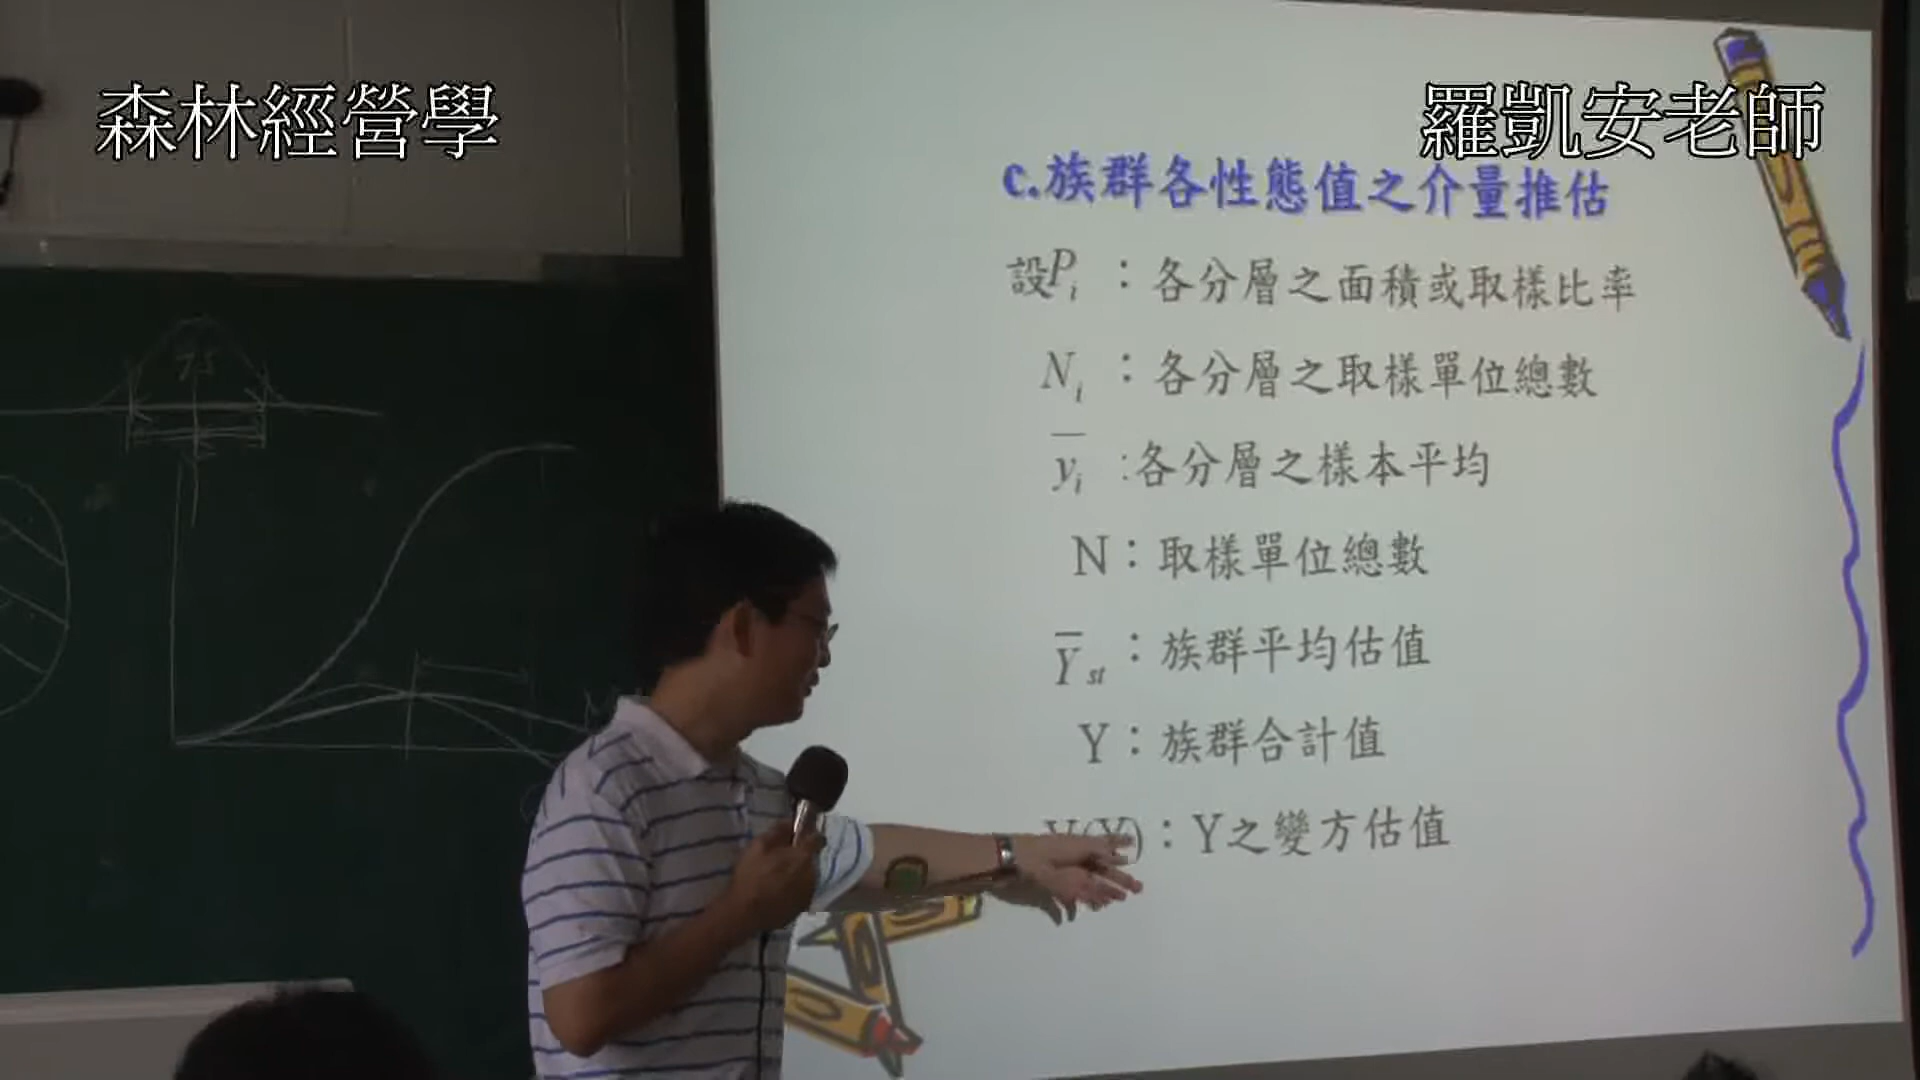 森林經營學
羅凱安老師
c.族群各性態值之介量推估
設Pi：各分層之面積或取樣比率
Ni：各分層之取樣單位總數
y̅i:各分層之樣本平均
N：取樣單位總數
Y̅st：族群平均估值
Y：族群合計值
V(Y)：Y之變方估值
75